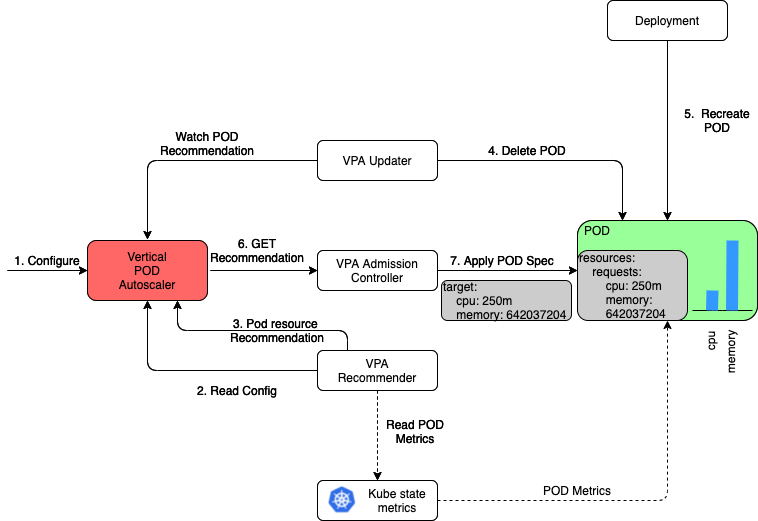 Deployment
5.  Recreate
POD
Watch POD
Recommendation
VPA Updater
4. Delete POD
POD
1. Configure
Vertical
POD
Autoscaler
6. GET
Recommendation
VPA Admission
Controller
7. Apply POD Spec
target:
cpu: 250m
memory: 642037204
resources:
requests:
cpu: 250m
memory:
642037204
cpu
memory
3. Pod resource
Recommendation
VPA
Recommender
2. Read Config
Read POD
Metrics
Kube state
metrics
POD Metrics